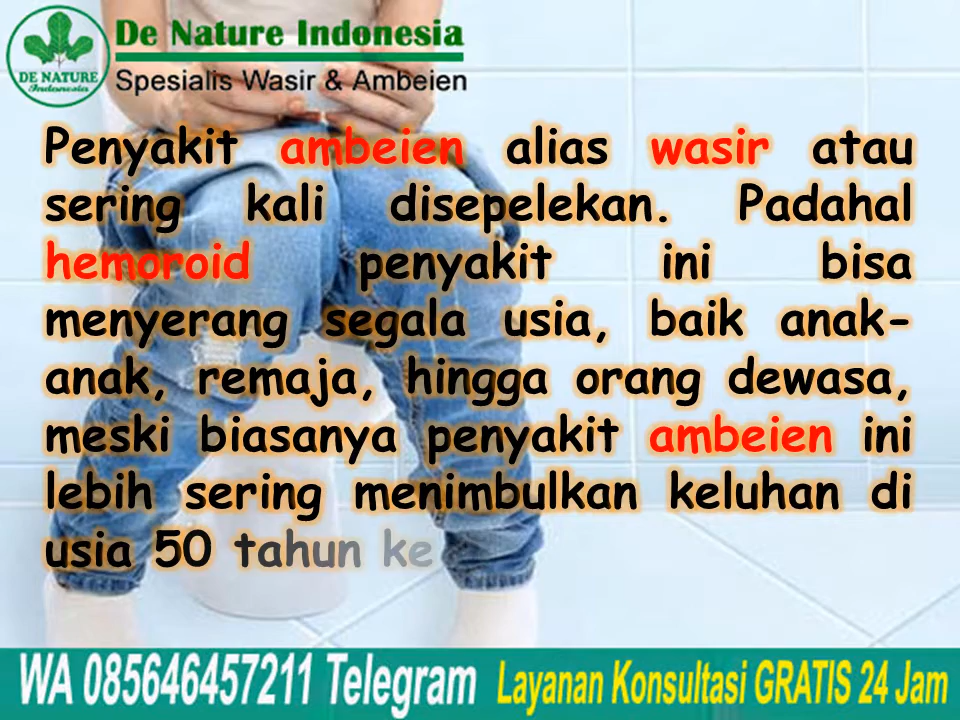 DE NATURE
Indonesia
De Nature Indonesia
Spesialis Wasir & Ambeien
Penyakit ambeien alias wasir atau
sering kali disepelekan. Padahal
hemoroid penyakit ini bisa
menyerang segala usia, baik anak-
anak, remaja, hingga orang dewasa,
meski biasanya penyakit ambeien ini
lebih sering menimbulkan keluhan di
usia 50 tahun ke
WA 085646457211 Telegram Layanan Konsultasi GRATIS 24 Jam